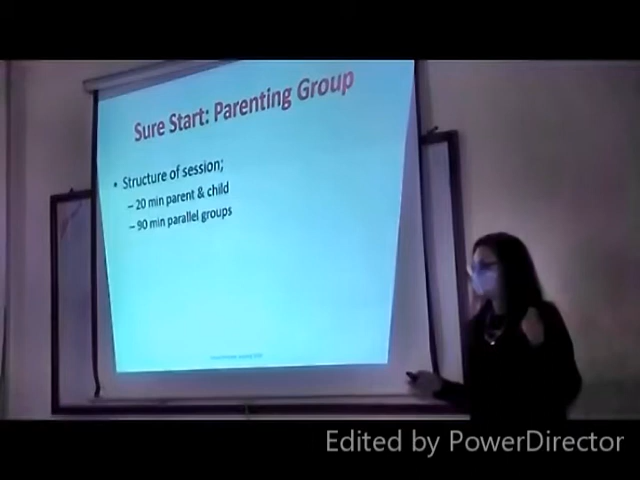 Sure Start: Parenting Group
• Structure of session;
– 20 min parent & child
– 90 min parallel groups
Edited by PowerDirector